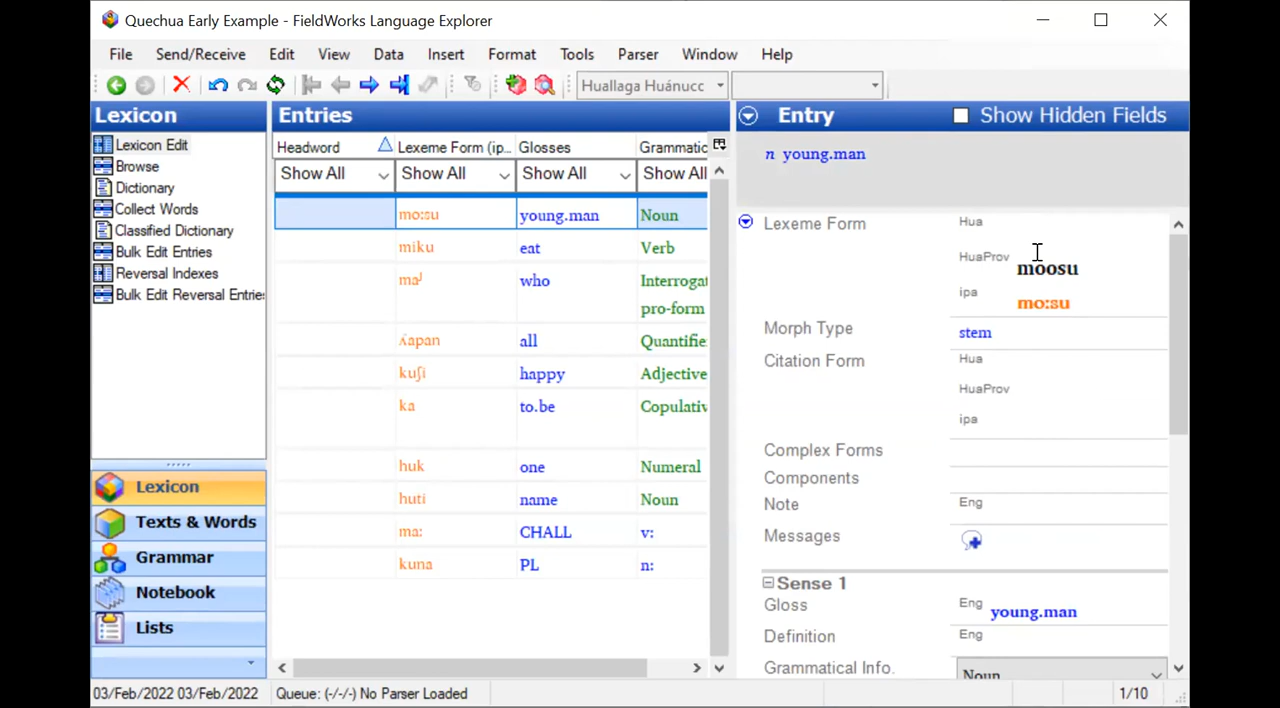 Quechua Early Example - FieldWorks Language Explorer
File Send/Receive Edit View Data Insert Format Tools Parser Window Help
Huallaga Huánucc
Lexicon
Lexicon Edit
Browse
Dictionary
Collect Words
Classified Dictionary
Bulk Edit Entries
Reversal Indexes
Bulk Edit Reversal Entries
Lexicon
Texts & Words
Grammar
Notebook
Lists
Entries
Headword Lexeme Form (ip... Glosses Grammatic
Show All Show All Show All Show All
mo:su young.man Noun
miku eat Verb
maʲ who Interrogat
pro-form
ʎapan all Quantifie
kuʃi happy Adjective
ka to.be Copulativ
huk one Numeral
huti name Noun
ma: CHALL v:
kuna PL n:
Entry Show Hidden Fields
n young.man
Lexeme Form Hua
HuaProv moosu
ipa mo:su
Morph Type stem
Citation Form Hua
HuaProv
ipa
Complex Forms
Components
Note Eng
Messages
Sense 1
Gloss Eng young.man
Definition Eng
Grammatical Info. Noun
03/Feb/2022 03/Feb/2022 Queue: (-/-/-) No Parser Loaded 1/10